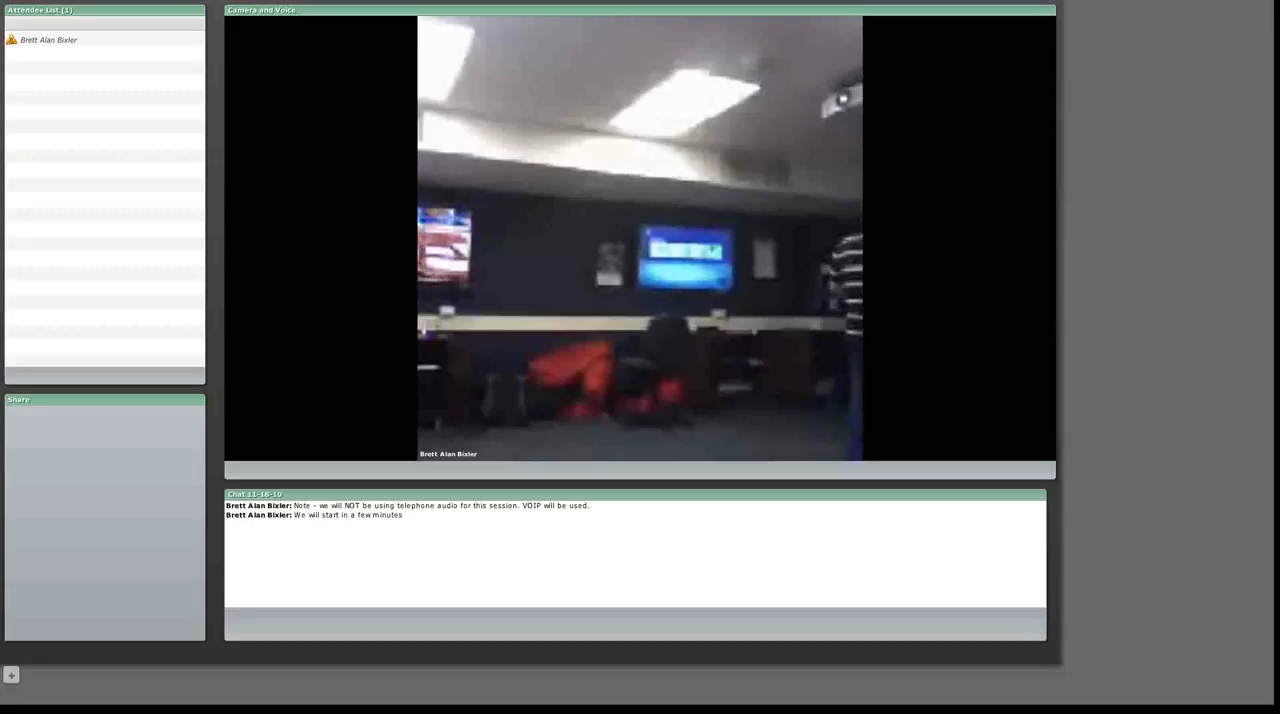 Attendee List (1)
Brett Alan Bixler
Share
Camera and Voice
Brett Alan Bixler
Chat 11-18-10
Brett Alan Bixler: Note - we will NOT be using telephone audio for this session. VOIP will be used.
Brett Alan Bixler: We will start in a few minutes